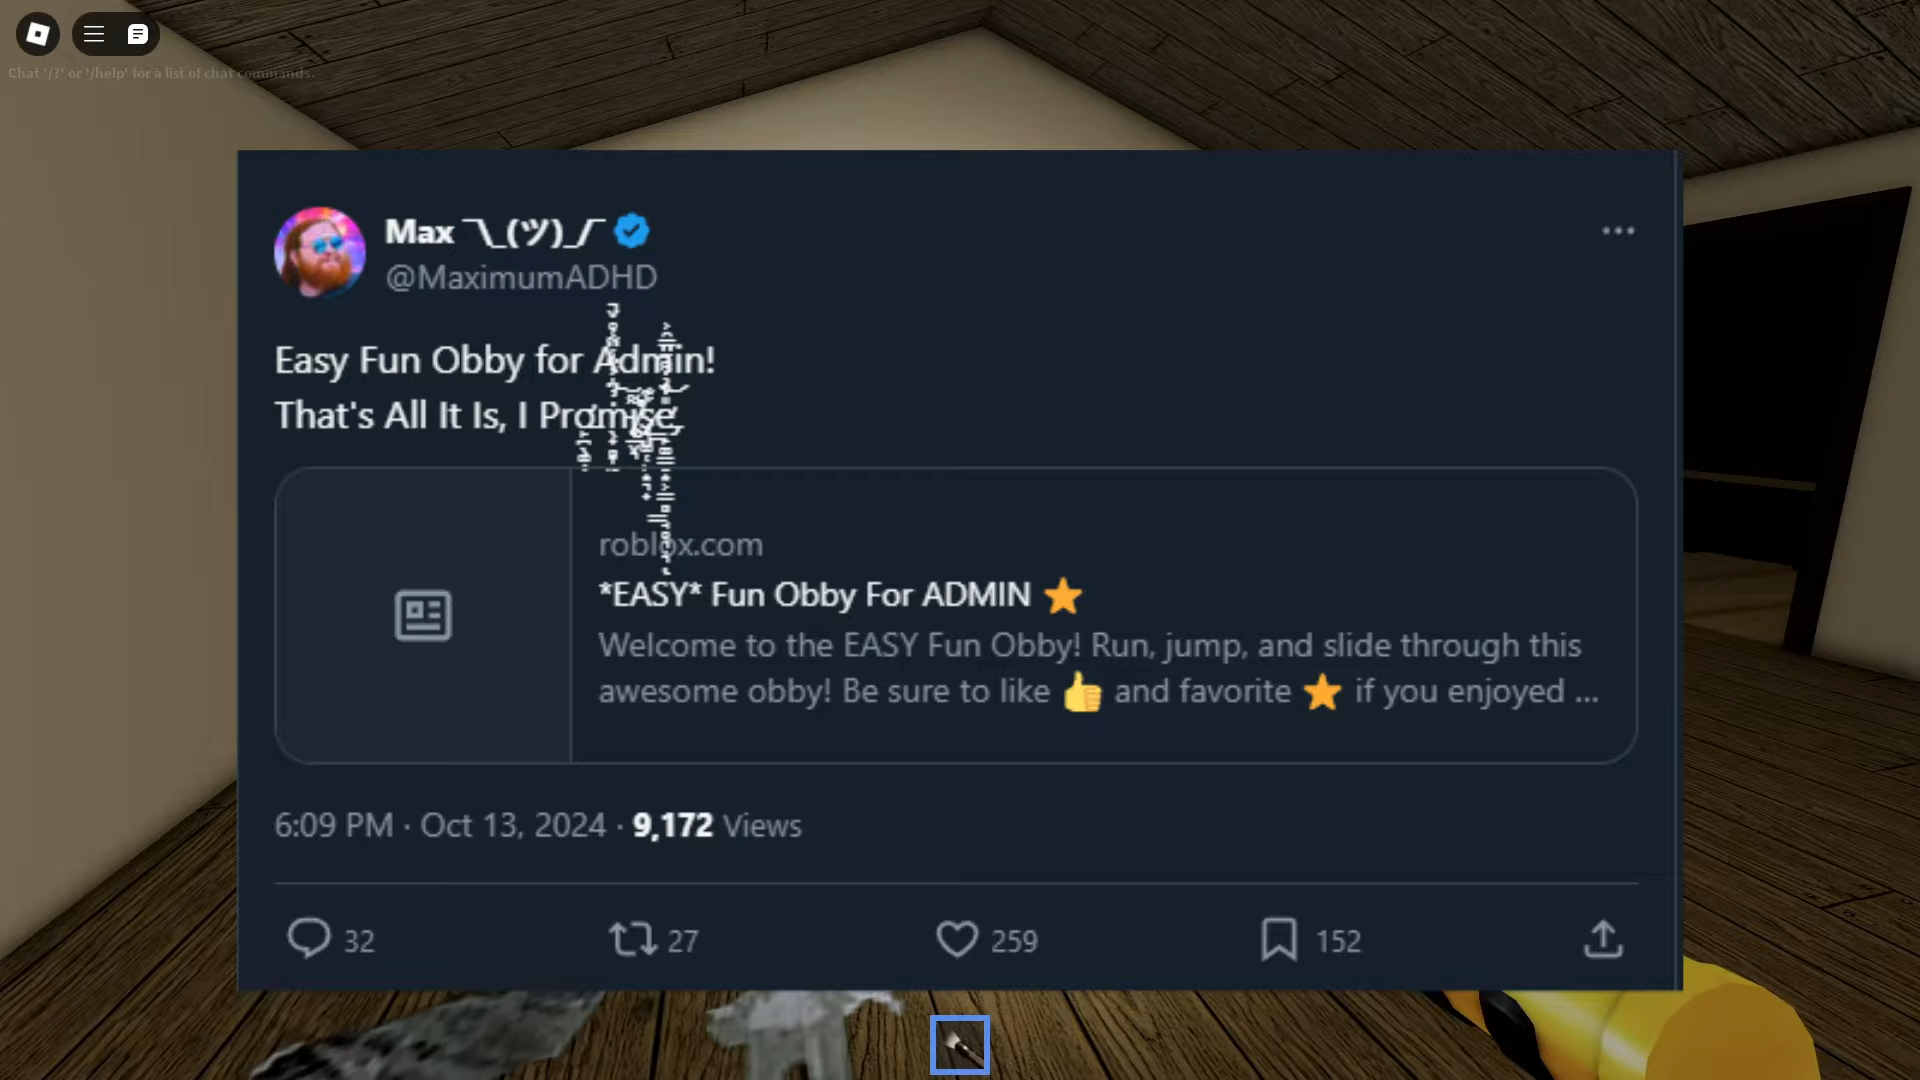 Chat '/?' or '/help' for a list of chat commands.
Max ¯\_(ツ)_/¯
@MaximumADHD
Easy Fun Obby for Admin!
That's All It Is, I Promise,
roblox.com
*EASY* Fun Obby For ADMIN ⭐
Welcome to the EASY Fun Obby! Run, jump, and slide through this
awesome obby! Be sure to like 👍 and favorite ⭐ if you enjoyed ...
6:09 PM · Oct 13, 2024 · 9,172 Views
32 27 259 152